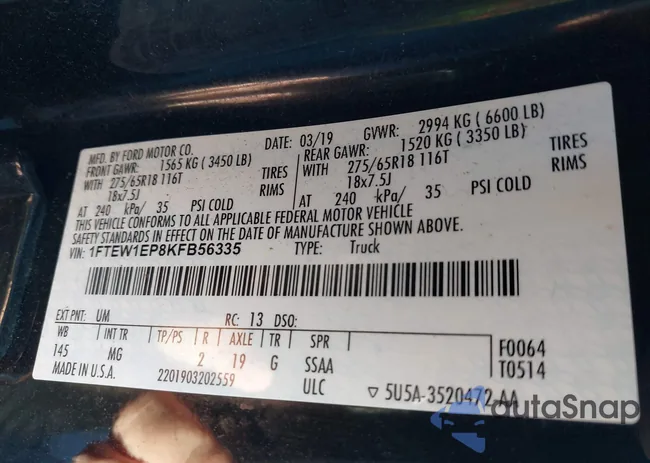 MFD. BY FORD MOTOR CO. DATE: 03/19 GVWR: 2994 KG ( 6600 LB)
FRONT GAWR: 1565 KG ( 3450 LB) REAR GAWR: 1520 KG ( 3350 LB)
WITH 275/65R18 116T TIRES WITH 275/65R18 116T TIRES
18x7.5J RIMS 18x7.5J RIMS
AT 240 kPa/ 35 PSI COLD AT 240 kPa/ 35 PSI COLD
THIS VEHICLE CONFORMS TO ALL APPLICABLE FEDERAL MOTOR VEHICLE
SAFETY STANDARDS IN EFFECT ON THE DATE OF MANUFACTURE SHOWN ABOVE.
VIN: 1FTEW1EP8KFB56335 TYPE: Truck
EXT PNT: UM RC: 13 DSO:
WB INT TR TP/PS R AXLE TR SPR
145 MG 2 19 G SSAA
F0064
T0514
MADE IN U.S.A. 2201903202559 ULC ▽ 5U5A-3520472-AA
autaSnap